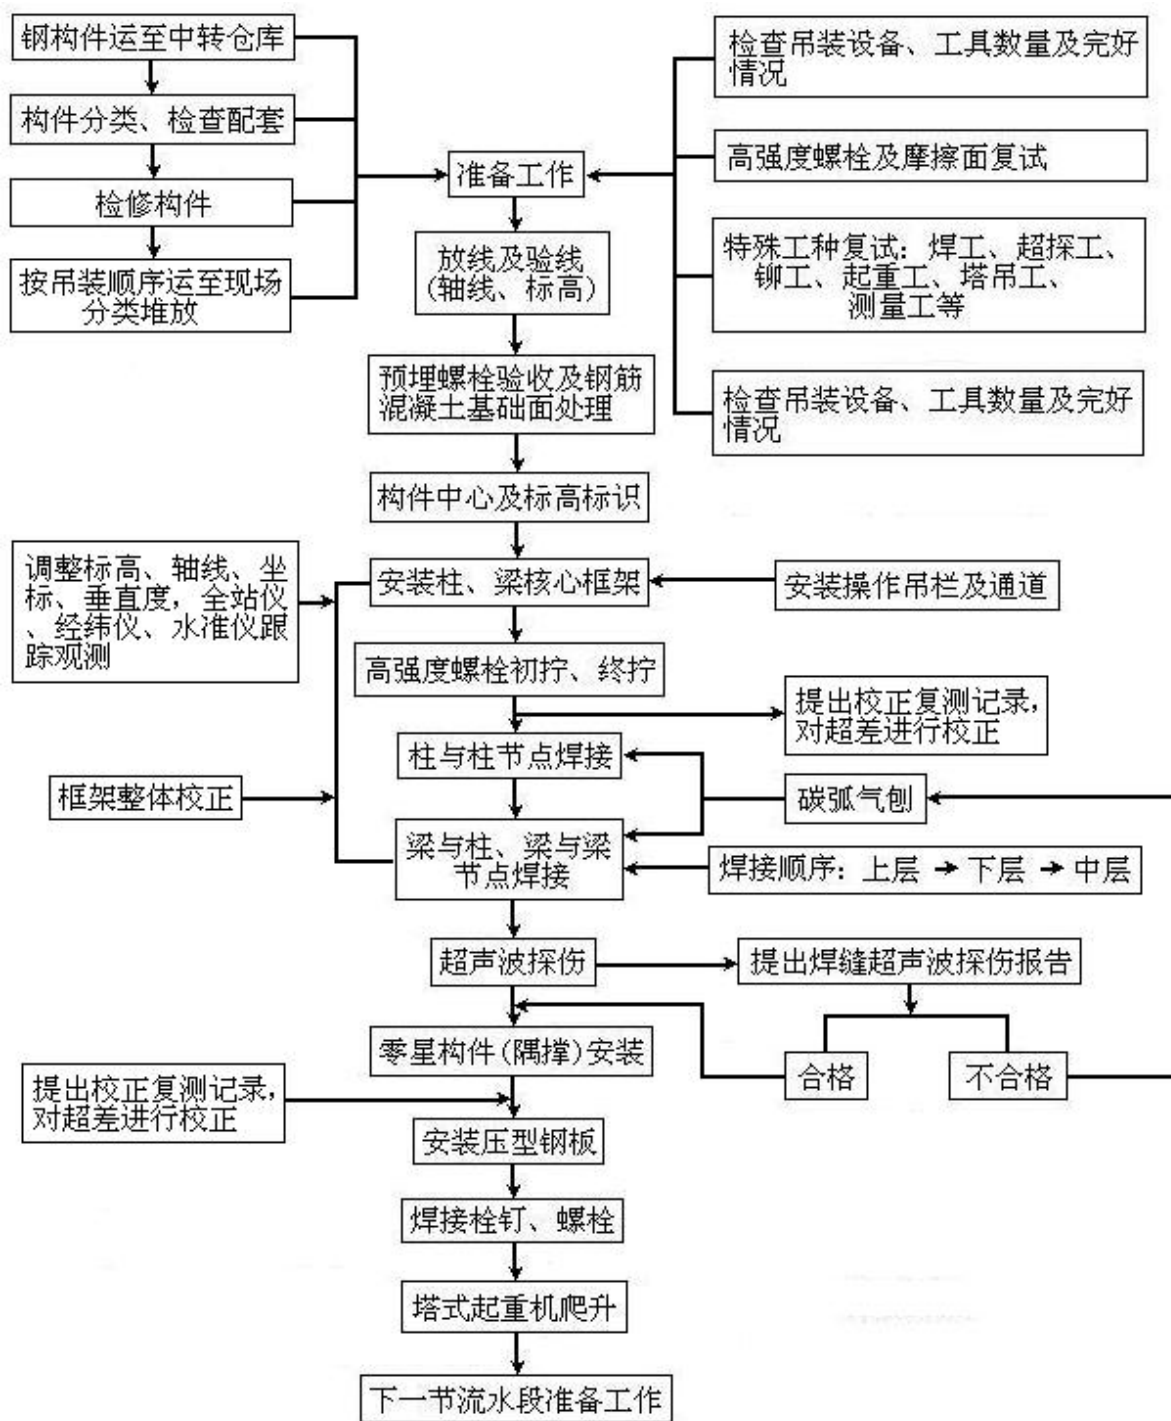 钢构件运至中转仓库
构件分类、检查配套
检修构件
按吊装顺序运至现场
分类堆放
检查吊装设备、工具数量及完好
情况
高强度螺栓及摩擦面复试
特殊工种复试：焊工、超探工、
铆工、起重工、塔吊工、
测量工等
检查吊装设备、工具数量及完好
情况
准备工作
放线及验线
(轴线、标高)
预埋螺栓验收及钢筋
混凝土基础面处理
构件中心及标高标识
调整标高、轴线、坐
标、垂直度，全站仪
、经纬仪、水准仪跟
踪观测
安装柱、梁核心框架
安装操作吊栏及通道
高强度螺栓初拧、终拧
提出校正复测记录，
对超差进行校正
柱与柱节点焊接
框架整体校正
碳弧气刨
梁与柱、梁与梁
节点焊接
焊接顺序：上层 → 下层 → 中层
超声波探伤
提出焊缝超声波探伤报告
零星构件(隅撑)安装
合格
不合格
提出校正复测记录，
对超差进行校正
安装压型钢板
焊接栓钉、螺栓
塔式起重机爬升
下一节流水段准备工作